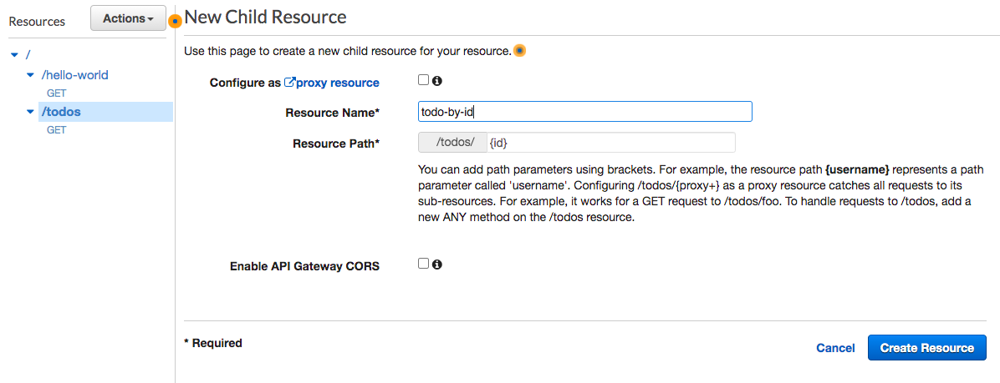 Resources
Actions
New Child Resource
/
/hello-world
GET
/todos
GET
Use this page to create a new child resource for your resource.
Configure as proxy resource
Resource Name* todo-by-id
Resource Path* /todos/ {id}
You can add path parameters using brackets. For example, the resource path {username} represents a path
parameter called 'username'. Configuring /todos/{proxy+} as a proxy resource catches all requests to its
sub-resources. For example, it works for a GET request to /todos/foo. To handle requests to /todos, add a
new ANY method on the /todos resource.
Enable API Gateway CORS
* Required
Cancel
Create Resource